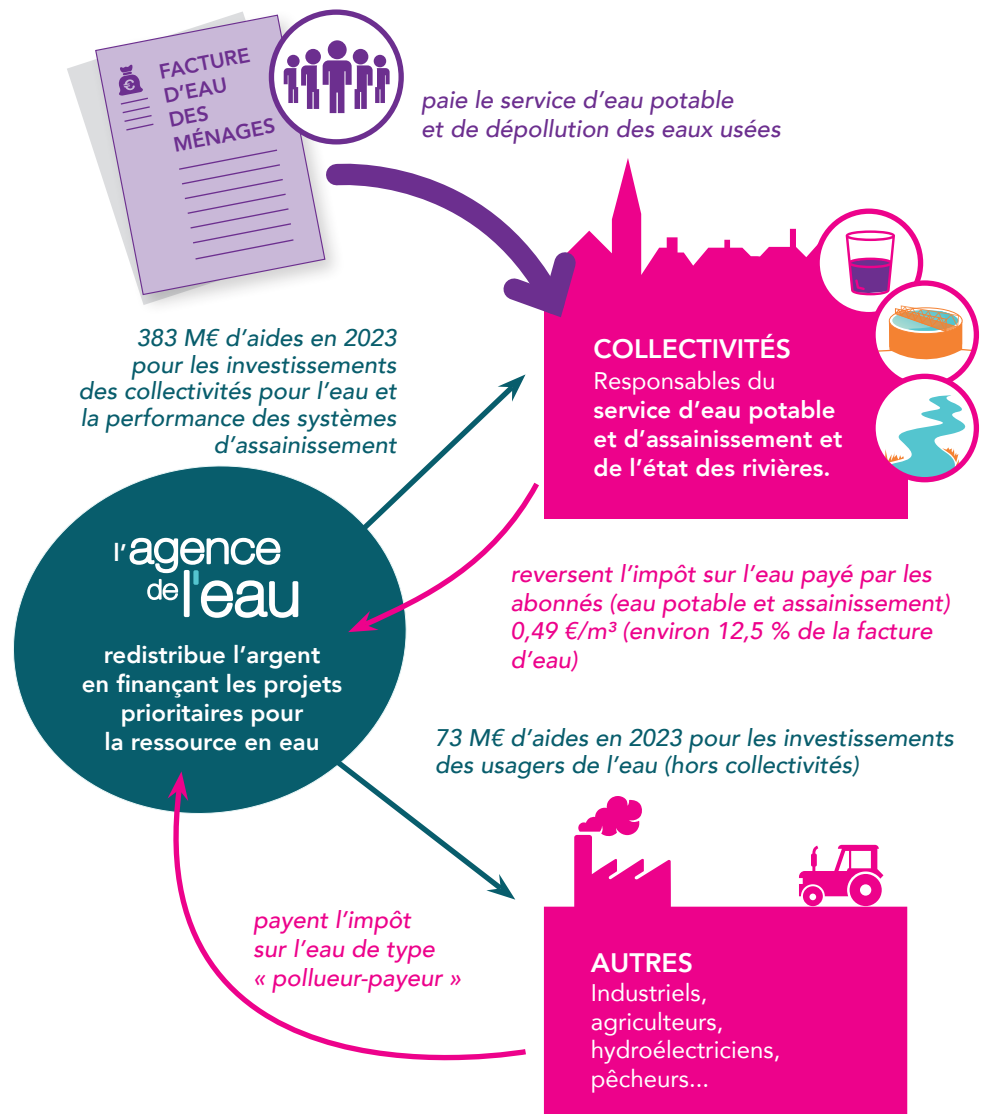 FACTURE
D'EAU
DES
MÉNAGES
€
paie le service d'eau potable
et de dépollution des eaux usées
383 M€ d'aides en 2023
pour les investissements
des collectivités pour l'eau et
la performance des systèmes
d'assainissement
COLLECTIVITÉS
Responsables du
service d'eau potable
et d'assainissement et
de l'état des rivières.
l'agence
de l'eau
redistribue l'argent
en finançant les projets
prioritaires pour
la ressource en eau
reversent l'impôt sur l'eau payé par les
abonnés (eau potable et assainissement)
0,49 €/m³ (environ 12,5 % de la facture
d'eau)
73 M€ d'aides en 2023 pour les investissements
des usagers de l'eau (hors collectivités)
payent l'impôt
sur l'eau de type
« pollueur-payeur »
AUTRES
Industriels,
agriculteurs,
hydroélectriciens,
pêcheurs...